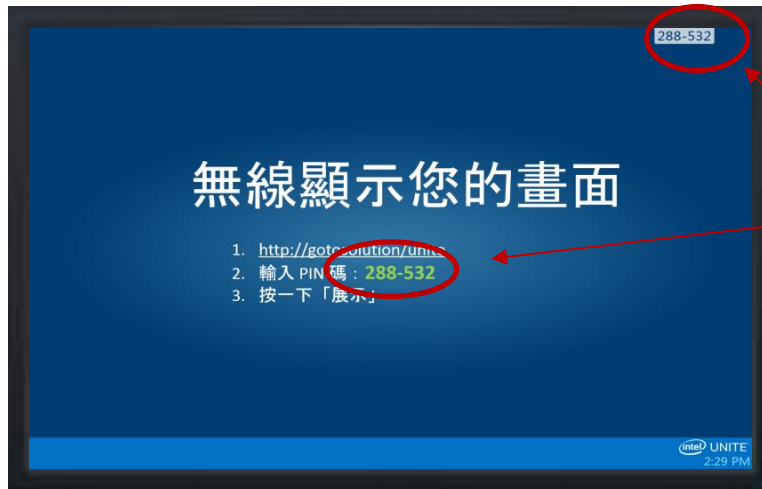 288-532
無線顯示您的畫面
1. http://gotosolution/unite
2. 輸入 PIN 碼：288-532
3. 按一下「展示」
intel UNITE
2:29 PM